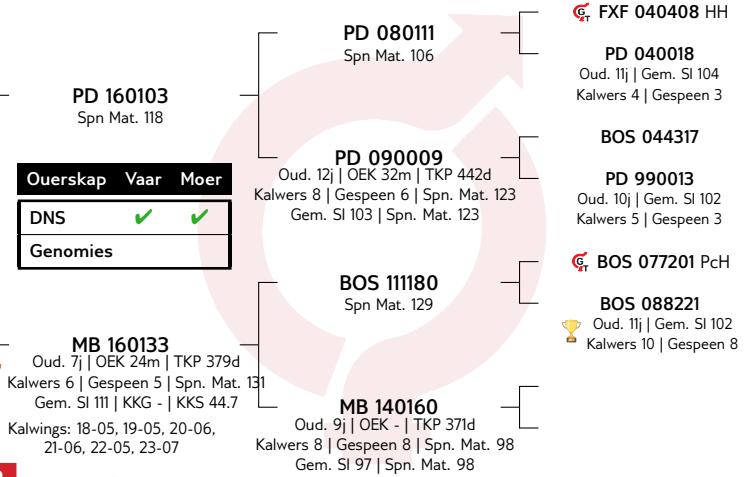 FXF 040408 HH
PD 080111
Spn Mat. 106
PD 040018
Oud. 11j | Gem. SI 104
Kalwers 4 | Gespeen 3
PD 160103
Spn Mat. 118
BOS 044317
PD 090009
Oud. 12j | OEK 32m | TKP 442d
Kalwers 8 | Gespeen 6 | Spn. Mat. 123
Gem. SI 103 | Spn. Mat. 123
PD 990013
Oud. 10j | Gem. SI 102
Kalwers 5 | Gespeen 3
Ouerskap Vaar Moer
DNS ✔ ✔
Genomies
BOS 077201 PcH
BOS 111180
Spn Mat. 129
BOS 088221
Oud. 11j | Gem. SI 102
Kalwers 10 | Gespeen 8
MB 160133
Oud. 7j | OEK 24m | TKP 379d
Kalwers 6 | Gespeen 5 | Spn. Mat. 131
Gem. SI 111 | KKG - | KKS 44.7
Kalwings: 18-05, 19-05, 20-06,
21-06, 22-05, 23-07
MB 140160
Oud. 9j | OEK - | TKP 371d
Kalwers 8 | Gespeen 8 | Spn. Mat. 98
Gem. SI 97 | Spn. Mat. 98